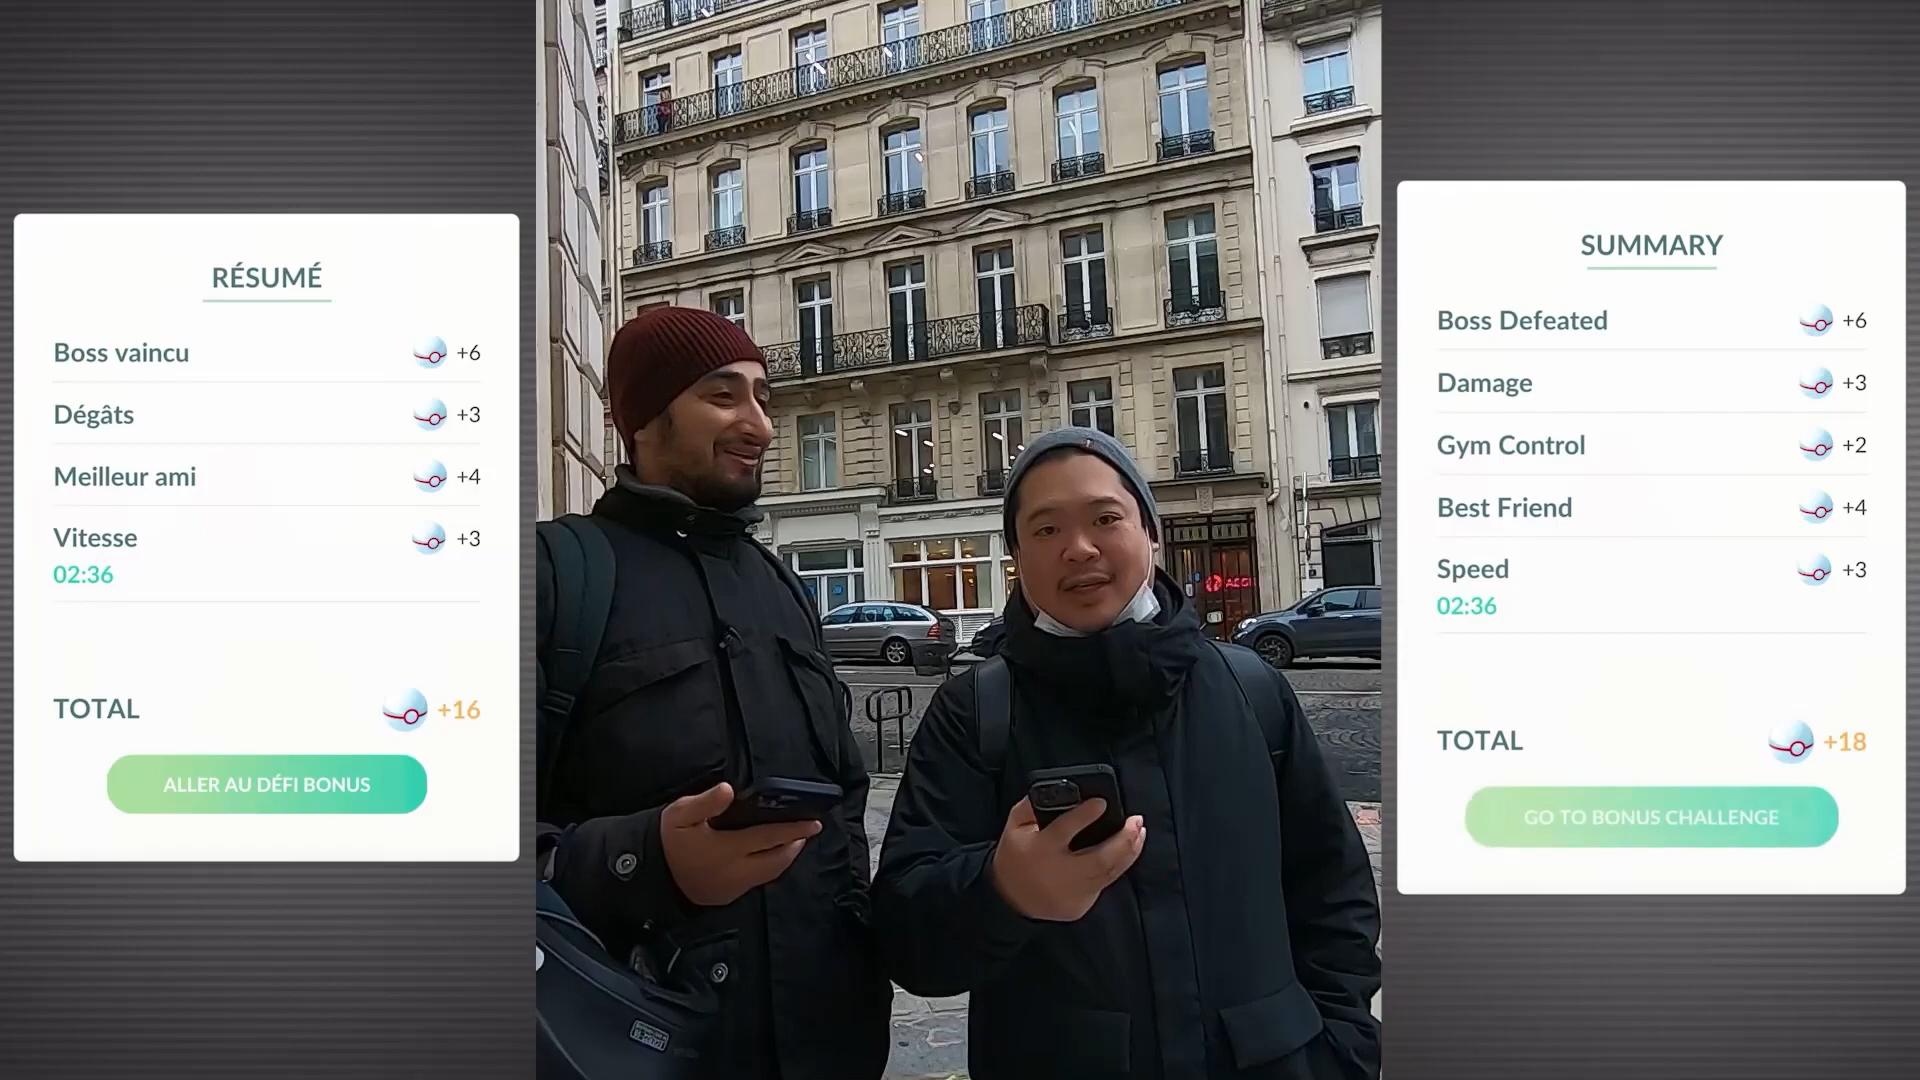 RÉSUMÉ
Boss vaincu +6
Dégâts +3
Meilleur ami +4
Vitesse +3
02:36
TOTAL +16
ALLER AU DÉFI BONUS
SUMMARY
Boss Defeated +6
Damage +3
Gym Control +2
Best Friend +4
Speed +3
02:36
TOTAL +18
GO TO BONUS CHALLENGE